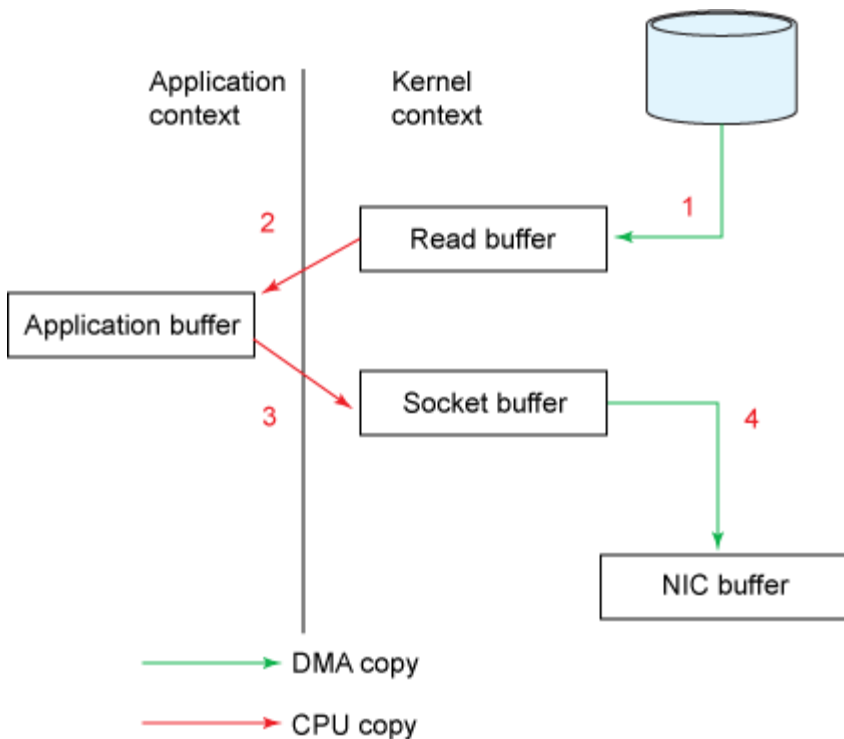 Application
context
Kernel
context
1
2
Read buffer
Application buffer
3
Socket buffer
4
NIC buffer
DMA copy
CPU copy